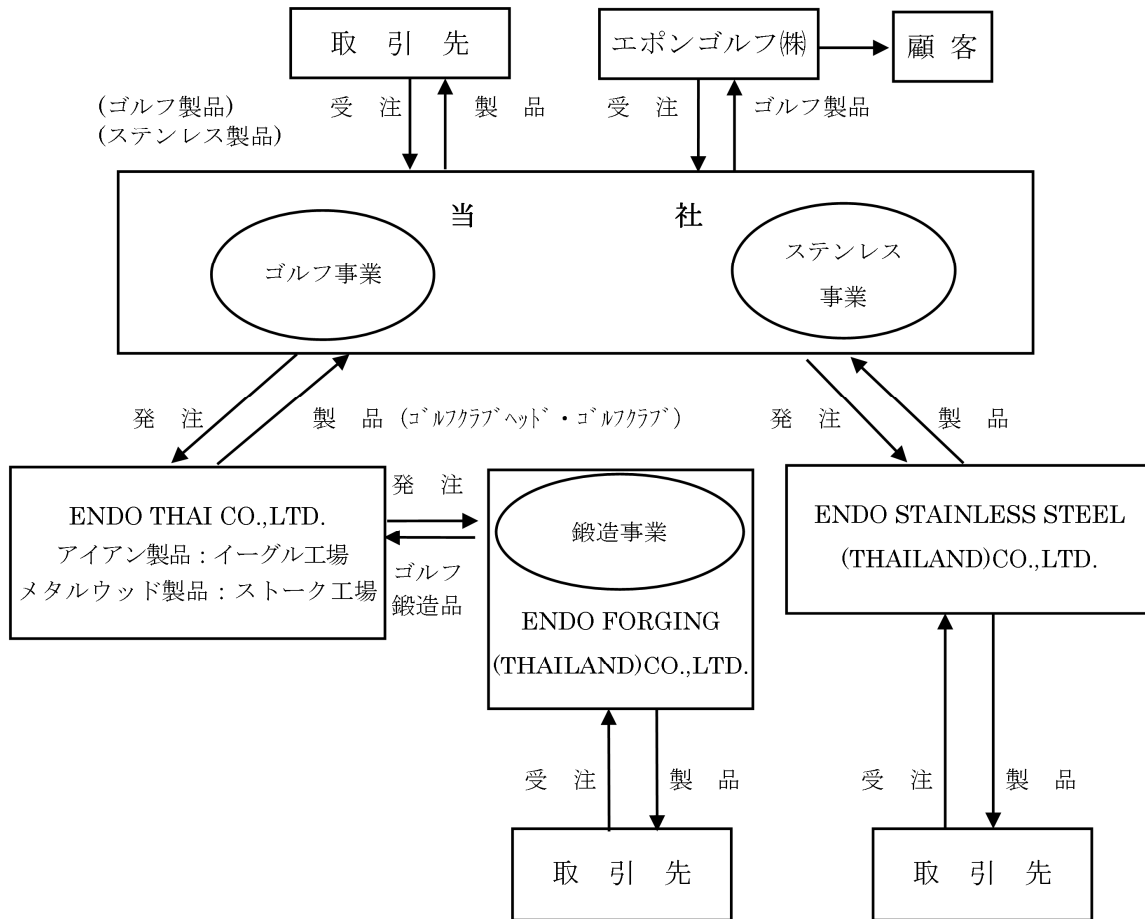 取引先
エポンゴルフ㈱
顧客
(ゴルフ製品)
(ステンレス製品)
受注
製品
受注
ゴルフ製品
当社
ゴルフ事業
ステンレス
事業
発注
製品 (ｺﾞﾙﾌｸﾗﾌﾞﾍｯﾄﾞ・ｺﾞﾙﾌｸﾗﾌﾞ)
発注
製品
ENDO THAI CO.,LTD.
アイアン製品：イーグル工場
メタルウッド製品：ストーク工場
発注
ゴルフ
鍛造品
鍛造事業
ENDO FORGING
(THAILAND)CO.,LTD.
ENDO STAINLESS STEEL
(THAILAND)CO.,LTD.
受注
製品
受注
製品
取引先
取引先